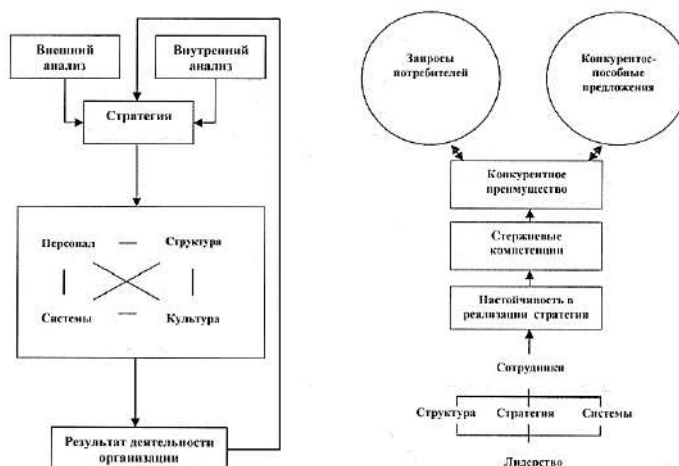 Внешний
анализ
Внутренний
анализ
Стратегия
Персонал
Структура
Системы
Культура
Результат деятельности
организации
Запросы
потребителей
Конкурентос-
пособные
предложения
Конкурентное
преимущество
Стержневые
компетенции
Настойчивость в
реализации стратегия
Сотрудники
Структура
Стратегия
Системы
Лидерство